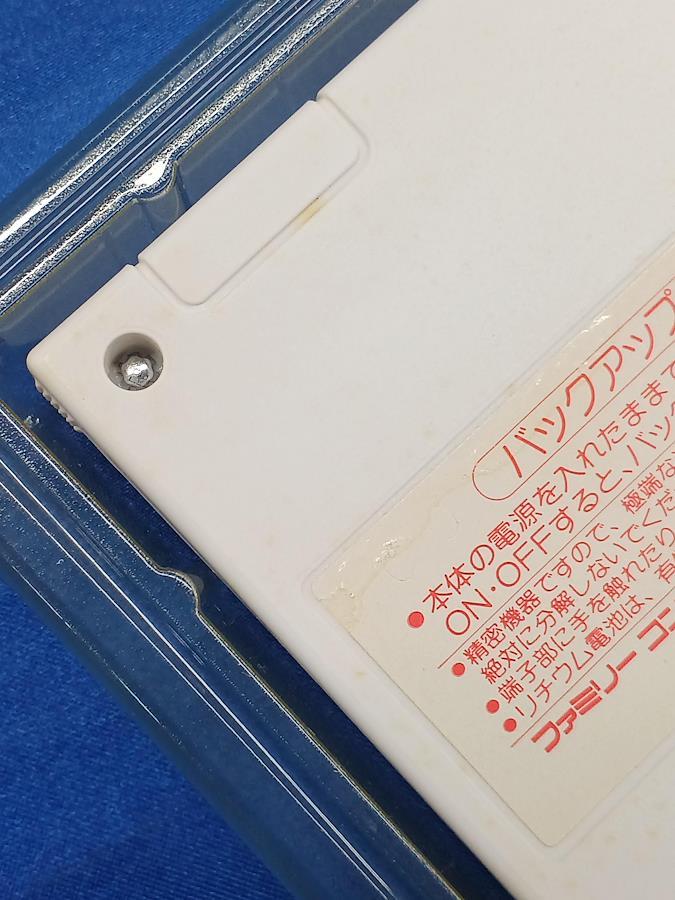 バックアップ
●本体の電源を入れたままで
ON·OFFすると、バック
●精密機器ですので、極端な
絶対に分解しないでくだ
●端子部に手を触れたり
●リチウム電池は、有
ファミリー コン